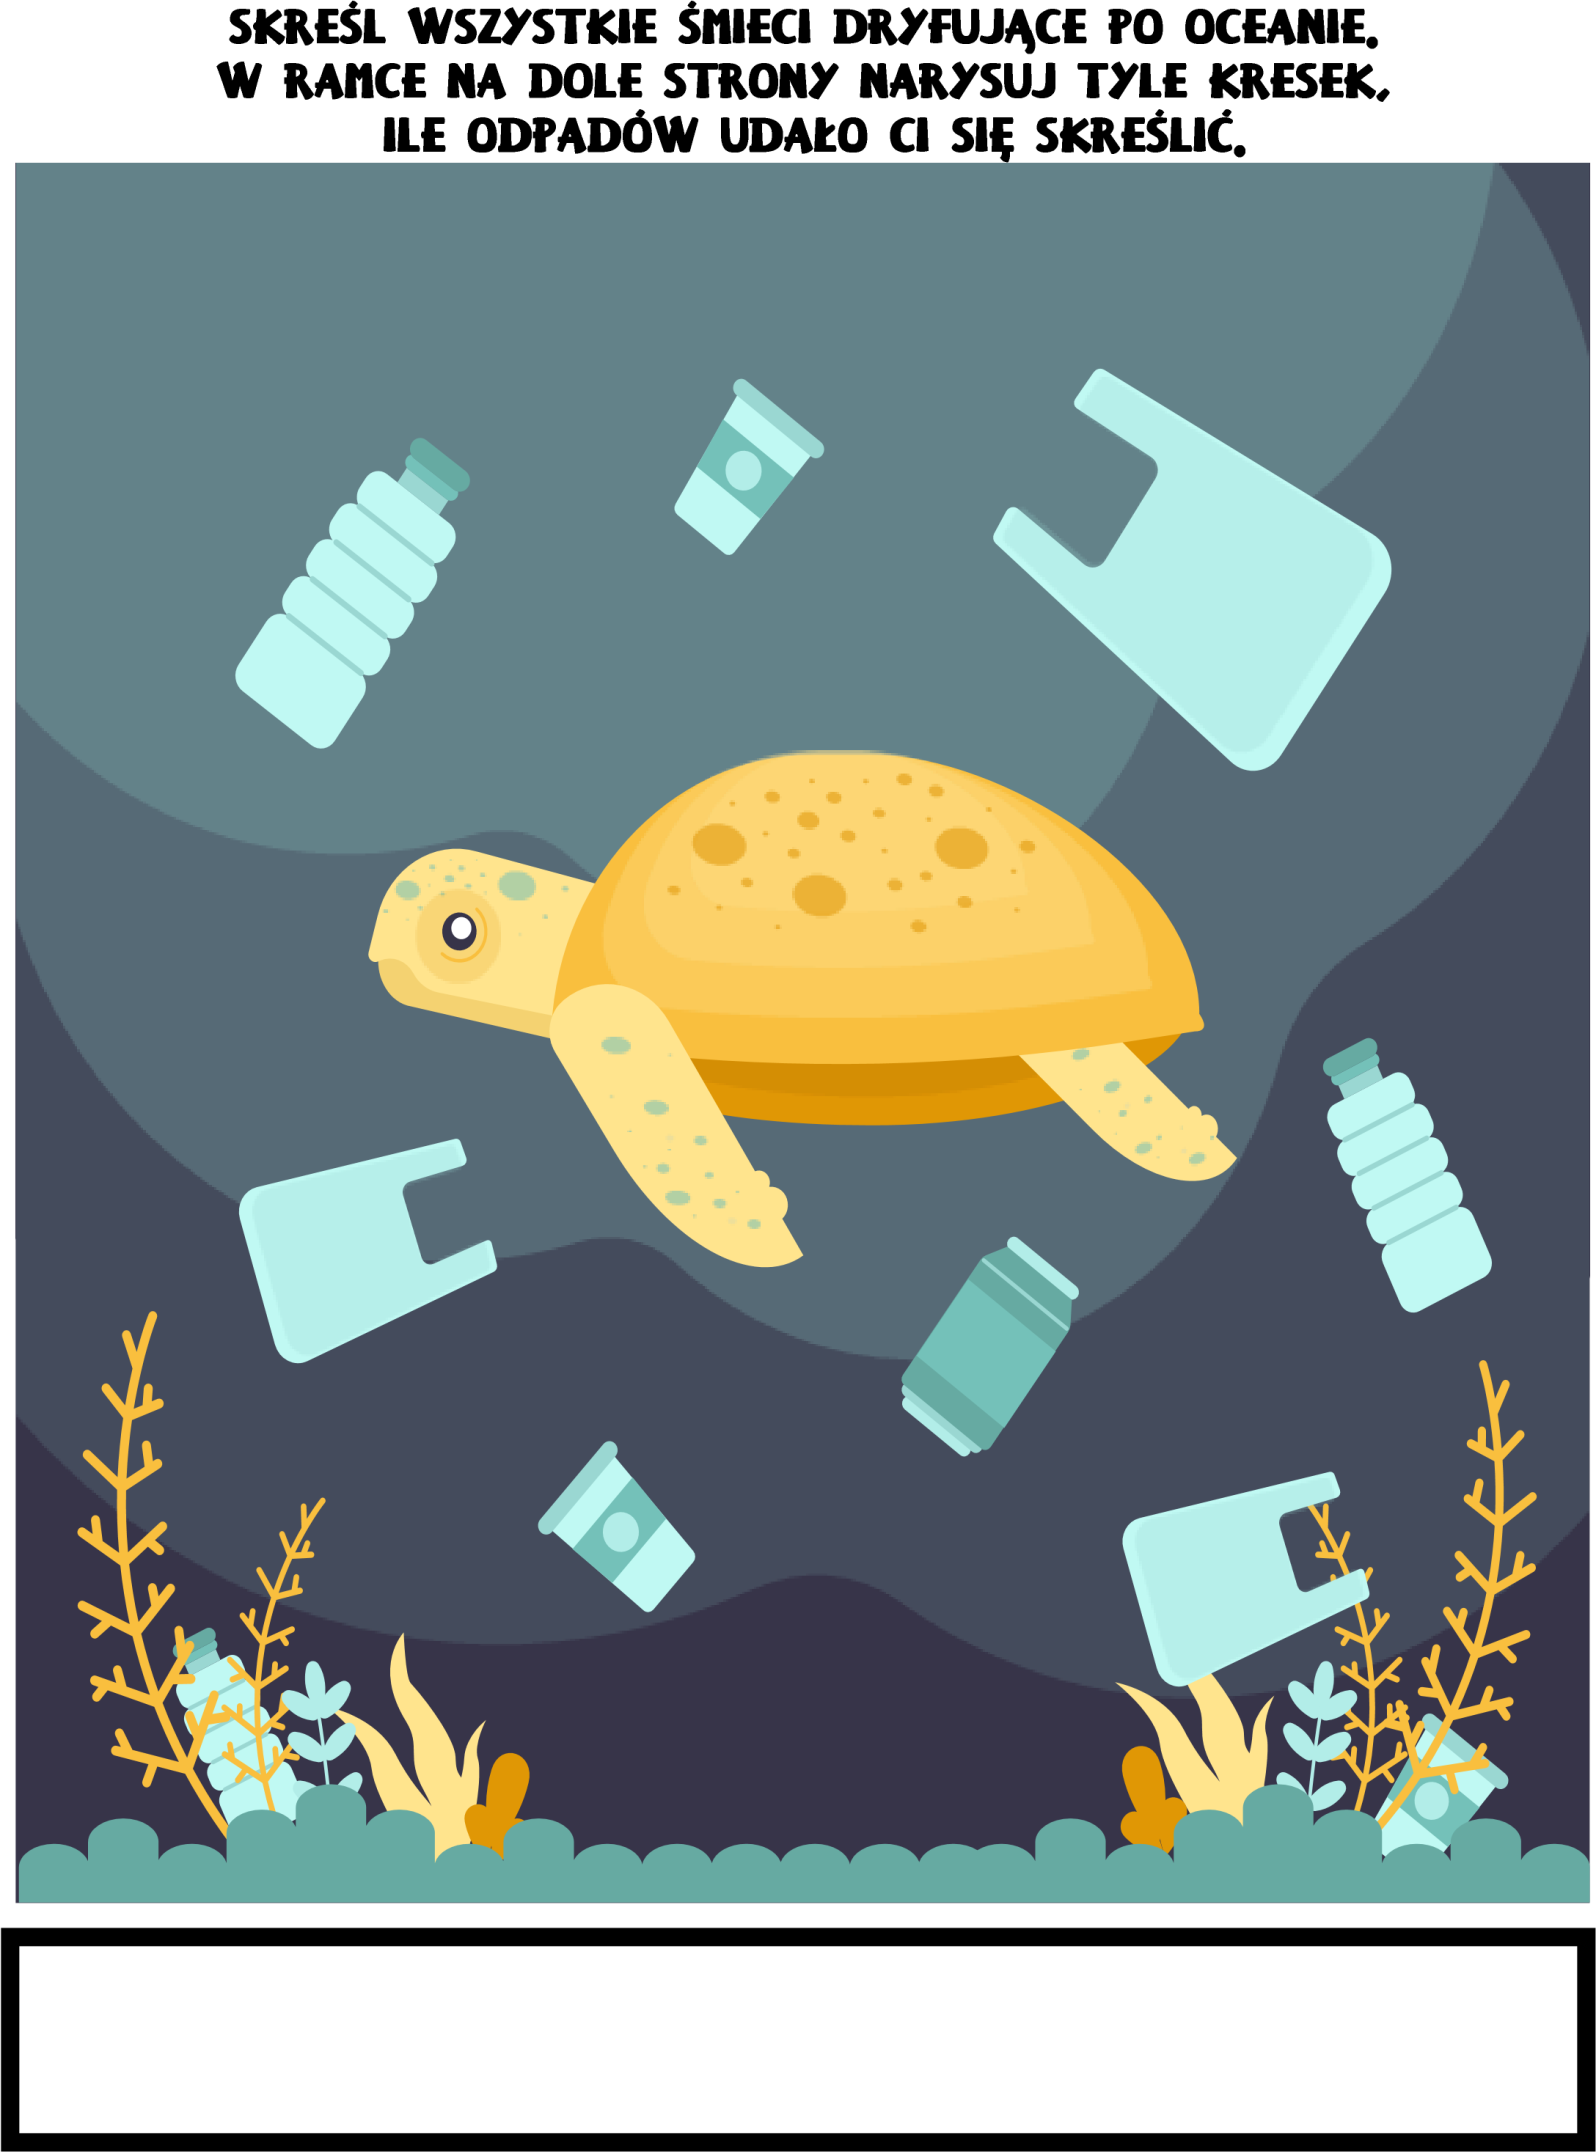 SKREŚL WSZYSTKIE ŚMIECI DRYFUJĄCE PO OCEANIE.
W RAMCE NA DOLE STRONY NARYSUJ TYLE KRESEK,
ILE ODPADÓW UDAŁO CI SIĘ SKREŚLIĆ.